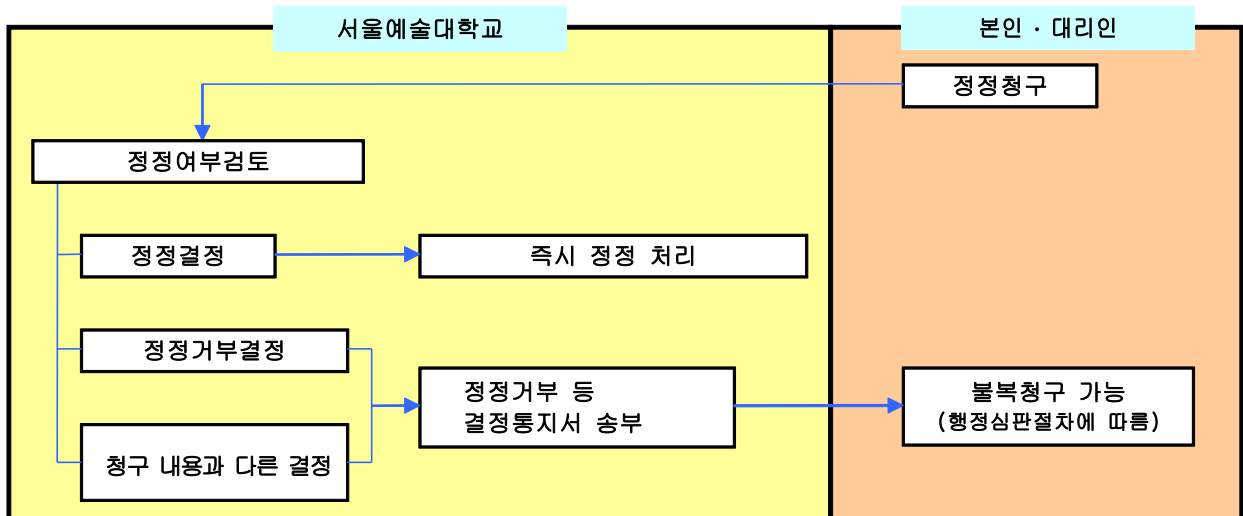 서울예술대학교
본인 · 대리인
정정청구
정정여부검토
정정결정
즉시 정정 처리
정정거부결정
정정거부 등
결정통지서 송부
불복청구 가능
(행정심판절차에 따름)
청구 내용과 다른 결정